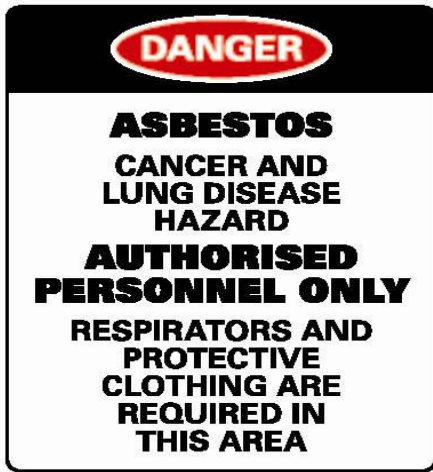 DANGER
ASBESTOS
CANCER AND
LUNG DISEASE
HAZARD
AUTHORISED
PERSONNEL ONLY
RESPIRATORS AND
PROTECTIVE
CLOTHING ARE
REQUIRED IN
THIS AREA